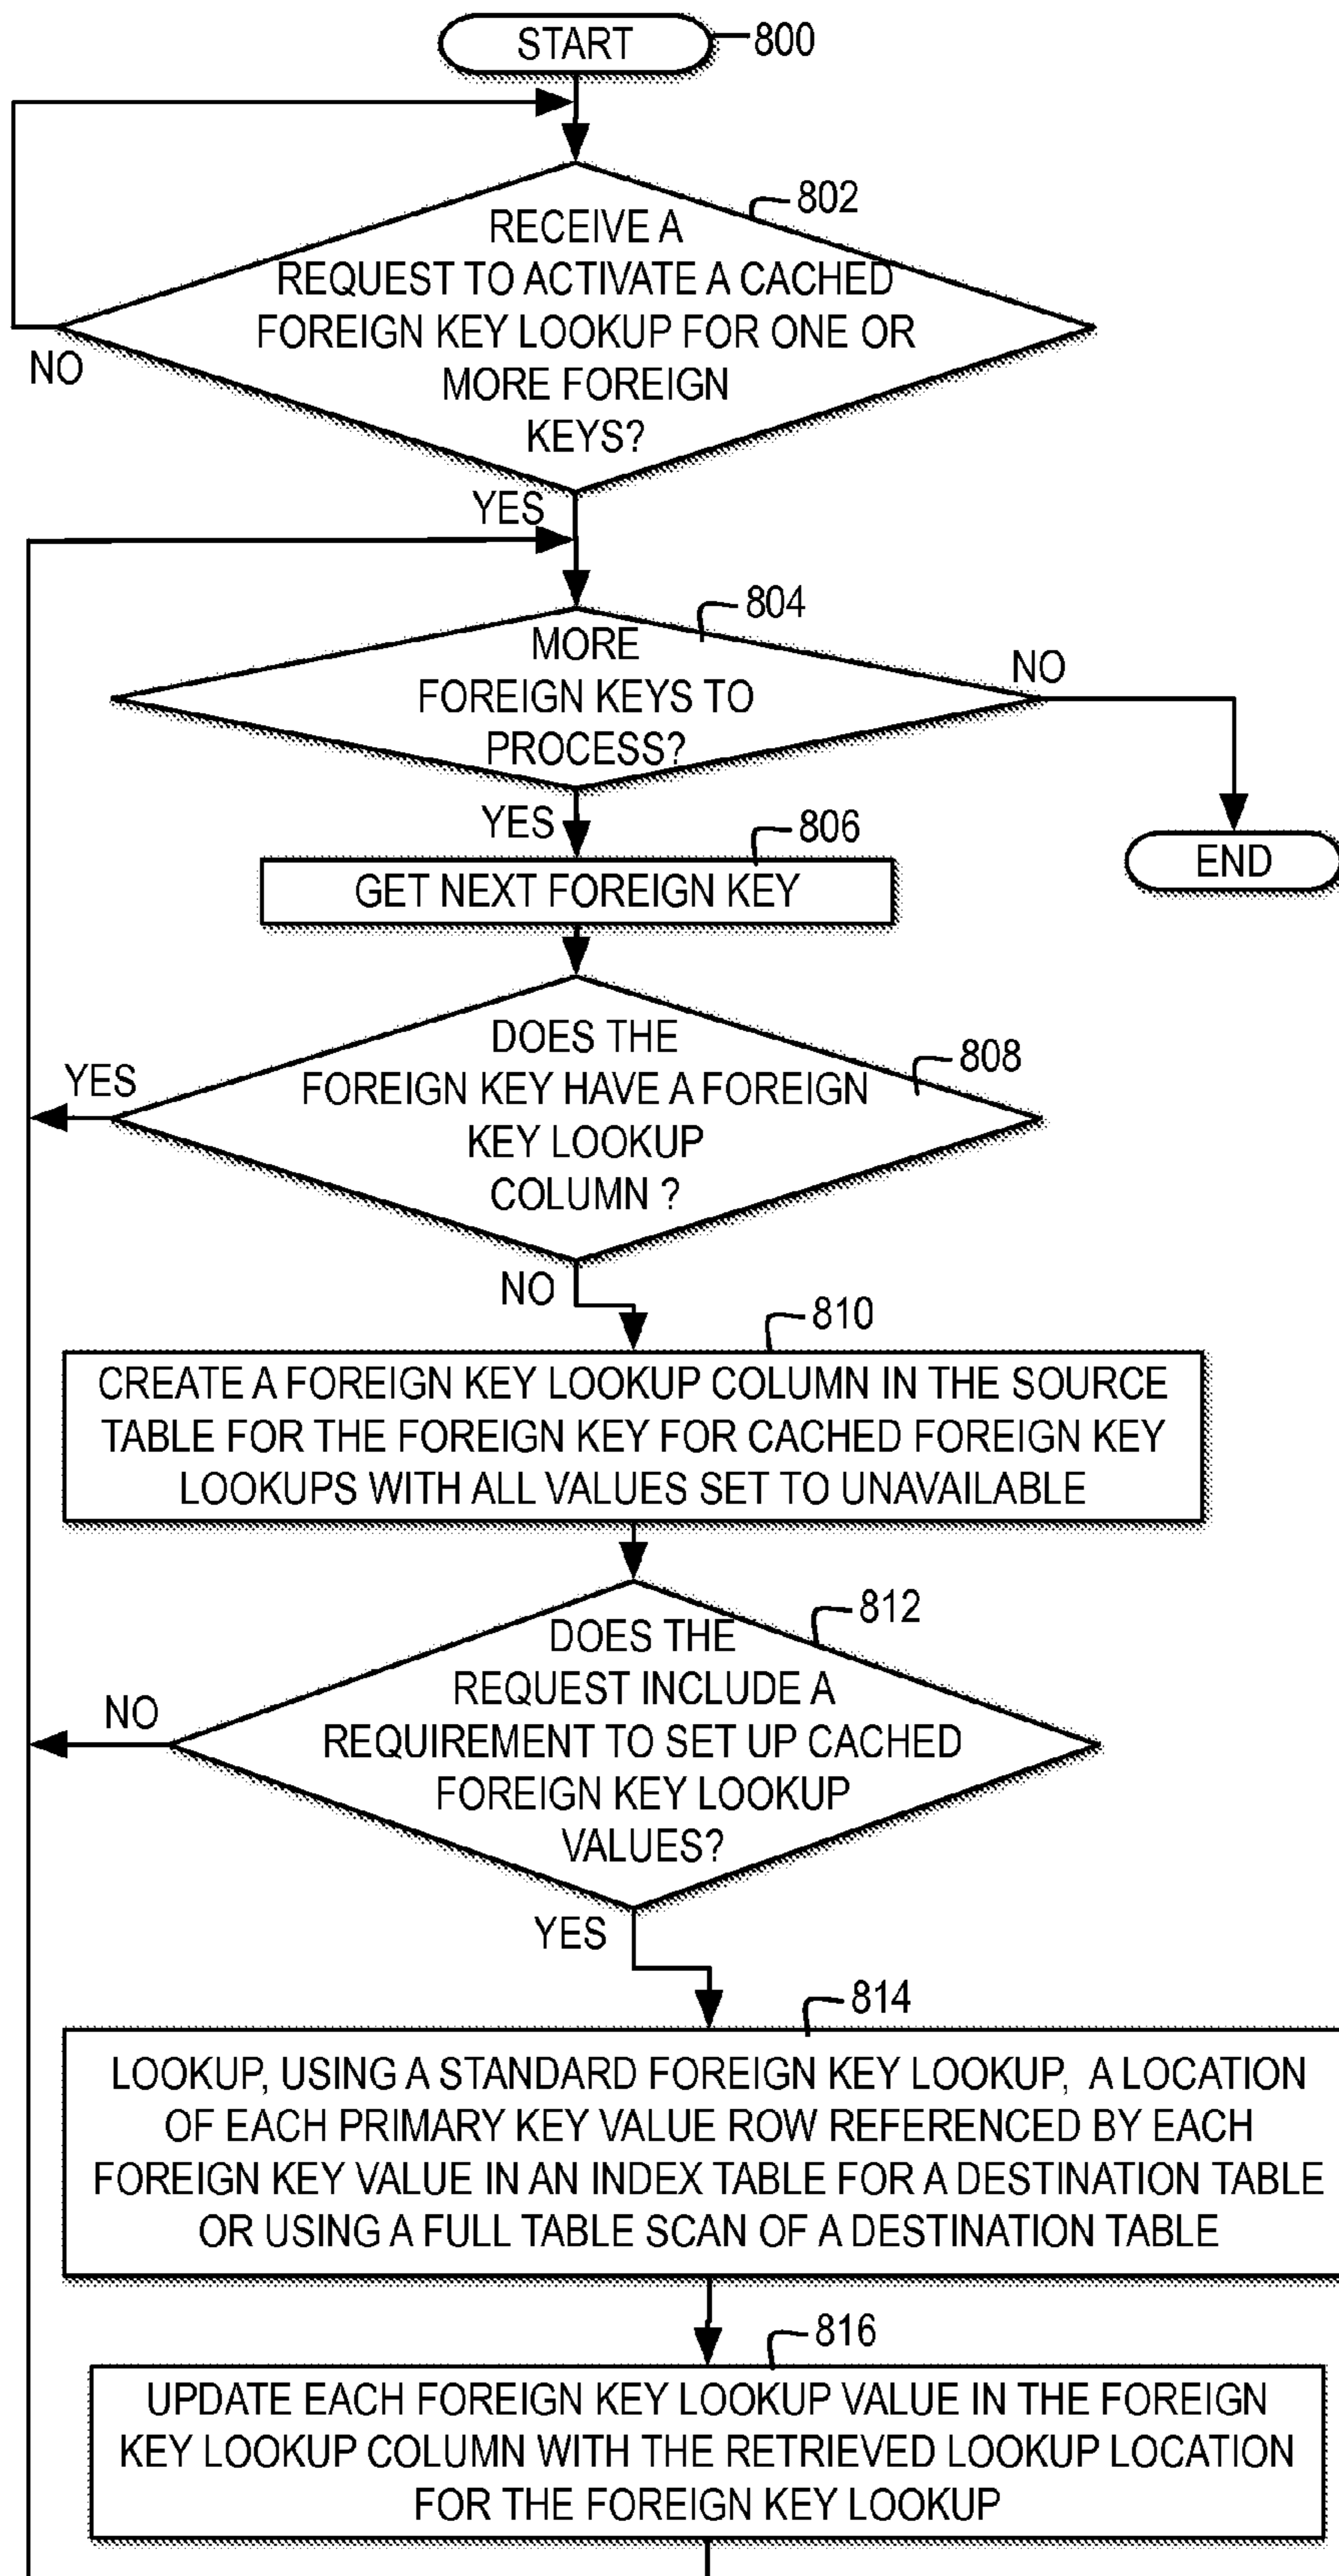 START
800
802
RECEIVE A
REQUEST TO ACTIVATE A CACHED
FOREIGN KEY LOOKUP FOR ONE OR
MORE FOREIGN
KEYS?
NO
YES
804
MORE
FOREIGN KEYS TO
PROCESS?
NO
YES
806
GET NEXT FOREIGN KEY
END
808
DOES THE
FOREIGN KEY HAVE A FOREIGN
KEY LOOKUP
COLUMN ?
YES
NO
810
CREATE A FOREIGN KEY LOOKUP COLUMN IN THE SOURCE
TABLE FOR THE FOREIGN KEY FOR CACHED FOREIGN KEY
LOOKUPS WITH ALL VALUES SET TO UNAVAILABLE
812
DOES THE
REQUEST INCLUDE A
REQUIREMENT TO SET UP CACHED
FOREIGN KEY LOOKUP
VALUES?
NO
YES
814
LOOKUP, USING A STANDARD FOREIGN KEY LOOKUP, A LOCATION
OF EACH PRIMARY KEY VALUE ROW REFERENCED BY EACH
FOREIGN KEY VALUE IN AN INDEX TABLE FOR A DESTINATION TABLE
OR USING A FULL TABLE SCAN OF A DESTINATION TABLE
816
UPDATE EACH FOREIGN KEY LOOKUP VALUE IN THE FOREIGN
KEY LOOKUP COLUMN WITH THE RETRIEVED LOOKUP LOCATION
FOR THE FOREIGN KEY LOOKUP